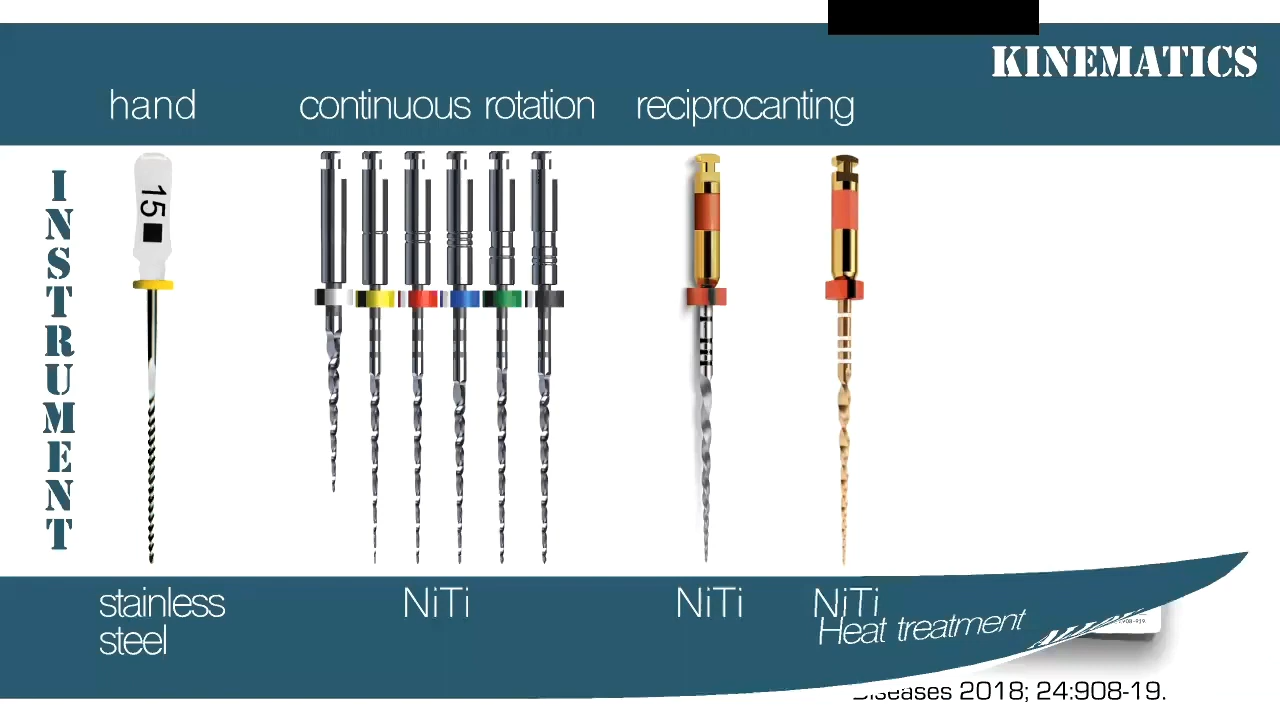 KINEMATICS
hand
continuous rotation
reciprocanting
INSTRUMENT
15
stainless
steel
NiTi
NiTi
NiTi
Heat treatment
Diseases 2018; 24:908-19.